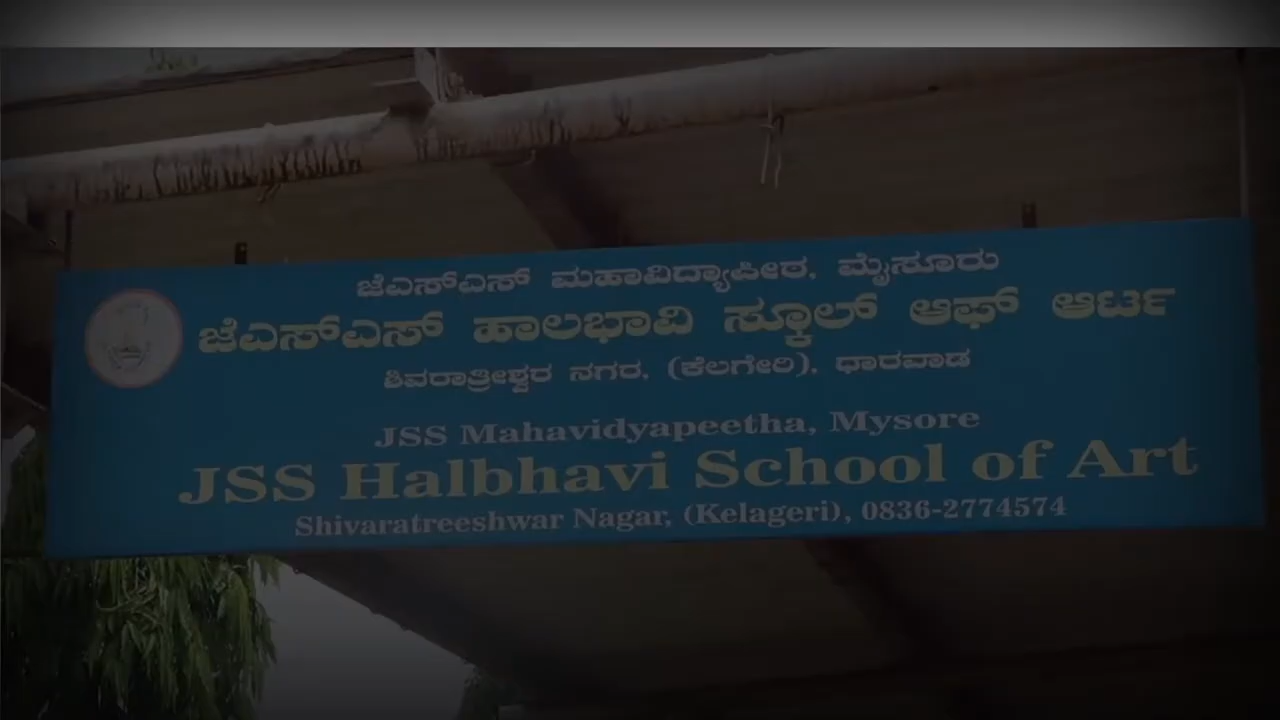 ಜೆಎಸ್ಎಸ್ ಮಹಾವಿದ್ಯಾಪೀಠ, ಮೈಸೂರು
ಜೆಎಸ್ಎಸ್ ಹಾಲಭಾವಿ ಸ್ಕೂಲ್ ಆಫ್ ಆರ್ಟ
ಶಿವರಾತ್ರೀಶ್ವರ ನಗರ, (ಕೆಲಗೇರಿ), ಧಾರವಾಡ
JSS Mahavidyapeetha, Mysore
JSS Halbhavi School of Art
Shivaratreeshwar Nagar, (Kelageri), 0836-2774574